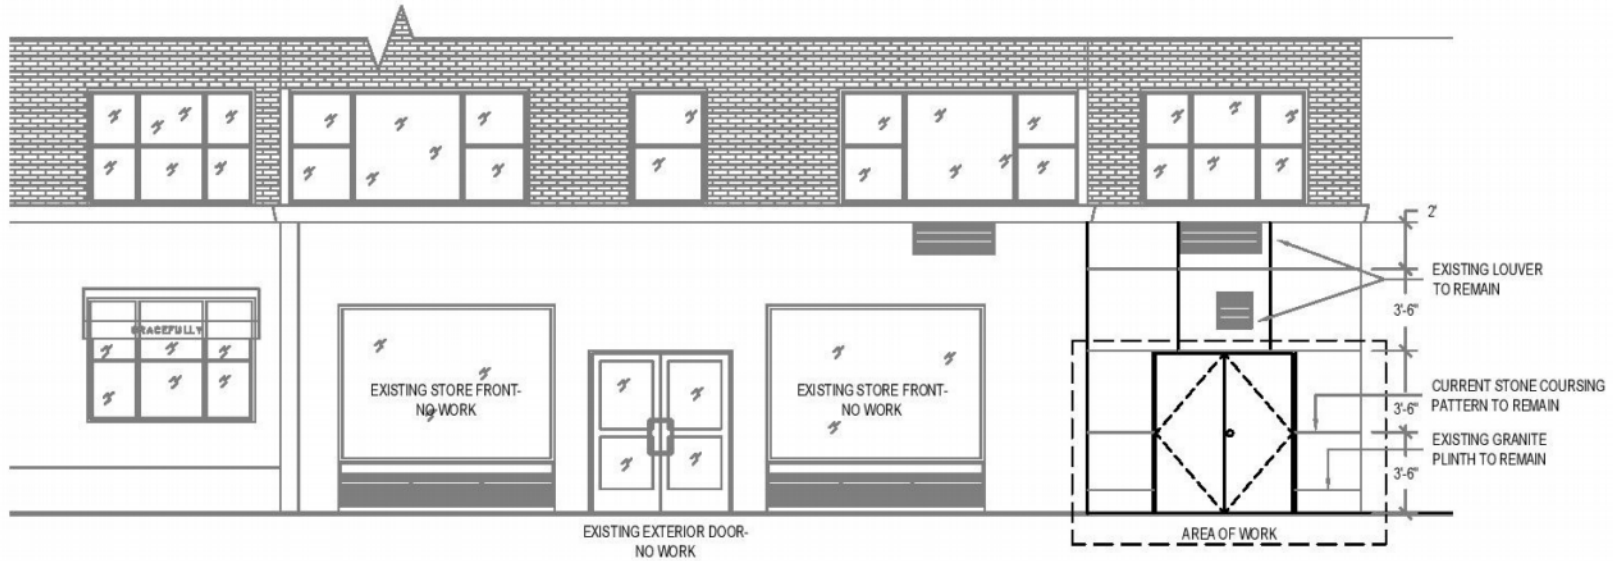 2'
EXISTING LOUVER
TO REMAIN
3'-6"
GRACEFULLY
EXISTING STORE FRONT-
NO WORK
EXISTING STORE FRONT-
NO WORK
CURRENT STONE COURSING
PATTERN TO REMAIN
3'-6"
EXISTING GRANITE
PLINTH TO REMAIN
3'-6"
EXISTING EXTERIOR DOOR-
NO WORK
AREA OF WORK